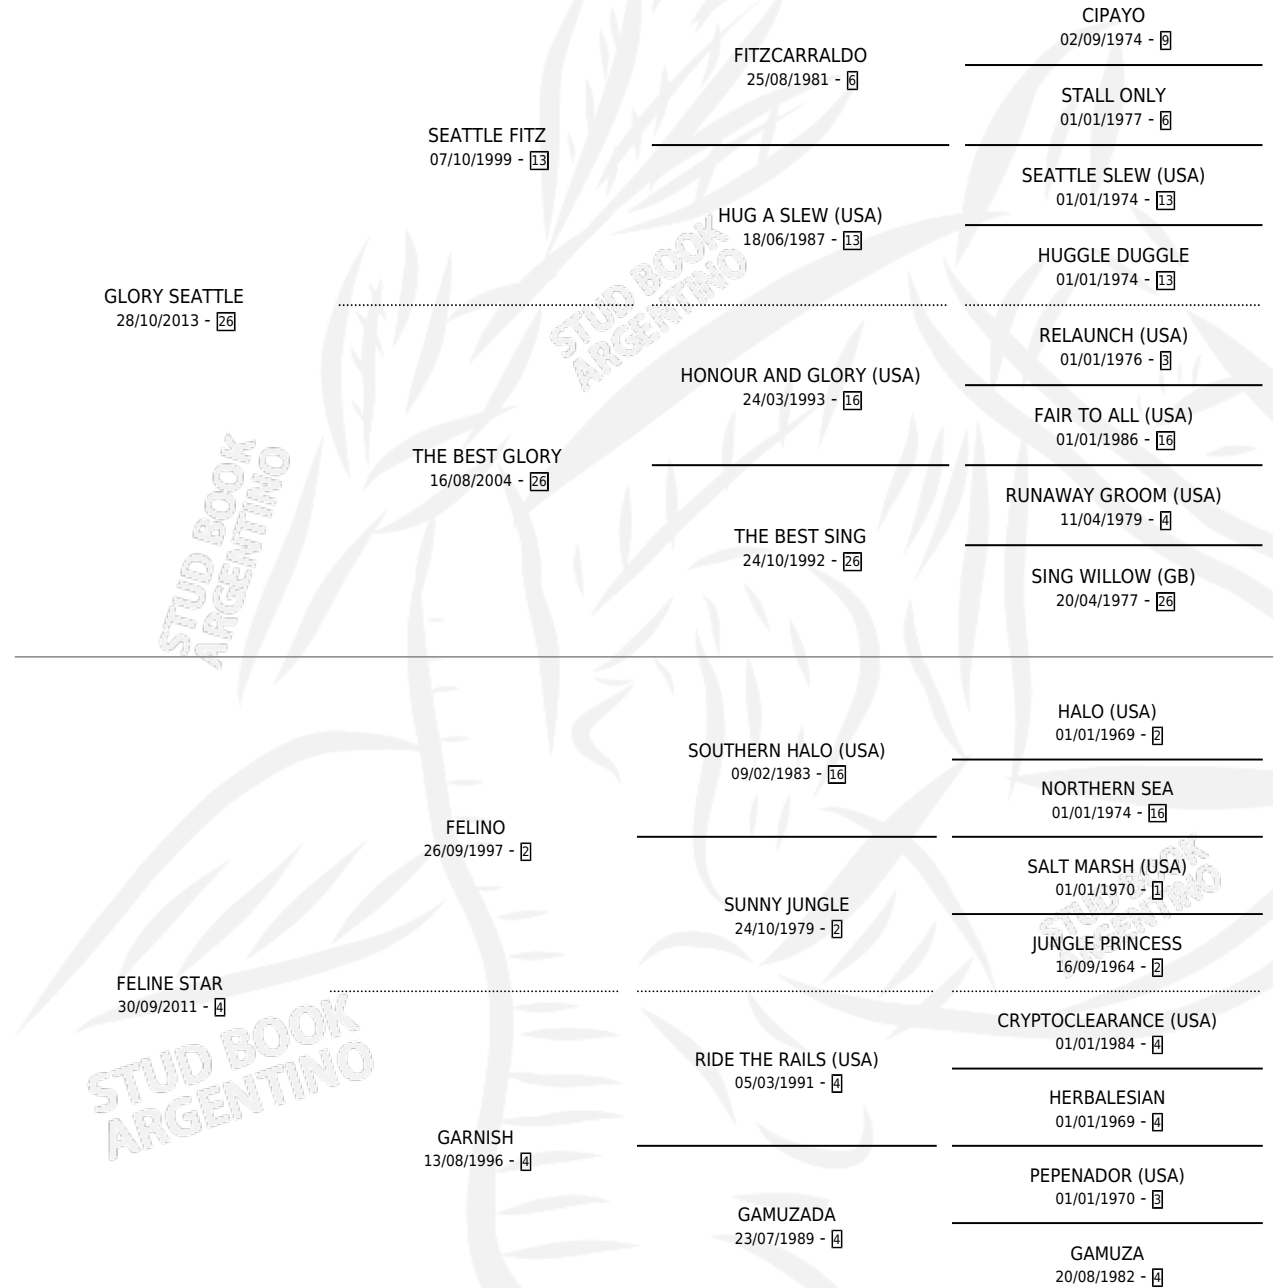 CIPAYO
02/09/1974 - 9
FITZCARRALDO
25/08/1981 - 6
STALL ONLY
01/01/1977 - 6
SEATTLE FITZ
07/10/1999 - 13
SEATTLE SLEW (USA)
01/01/1974 - 13
HUG A SLEW (USA)
18/06/1987 - 13
HUGGLE DUGGLE
01/01/1974 - 13
GLORY SEATTLE
28/10/2013 - 26
RELAUNCH (USA)
01/01/1976 - 3
HONOUR AND GLORY (USA)
24/03/1993 - 16
FAIR TO ALL (USA)
01/01/1986 - 16
THE BEST GLORY
16/08/2004 - 26
RUNAWAY GROOM (USA)
11/04/1979 - 4
THE BEST SING
24/10/1992 - 26
SING WILLOW (GB)
20/04/1977 - 26
HALO (USA)
01/01/1969 - 2
SOUTHERN HALO (USA)
09/02/1983 - 16
NORTHERN SEA
01/01/1974 - 16
FELINO
26/09/1997 - 2
SALT MARSH (USA)
01/01/1970 - 1
SUNNY JUNGLE
24/10/1979 - 2
JUNGLE PRINCESS
16/09/1964 - 2
FELINE STAR
30/09/2011 - 4
CRYPTOCLEARANCE (USA)
01/01/1984 - 4
RIDE THE RAILS (USA)
05/03/1991 - 4
HERBALESIAN
01/01/1969 - 4
GARNISH
13/08/1996 - 4
PEPENADOR (USA)
01/01/1970 - 3
GAMUZADA
23/07/1989 - 4
GAMUZA
20/08/1982 - 4
STUD BOOK
ARGENTINO
STUD BOOK
ARGENTINO
STUD BOOK
ARGENTINO
STUD BOOK
ARGENTINO